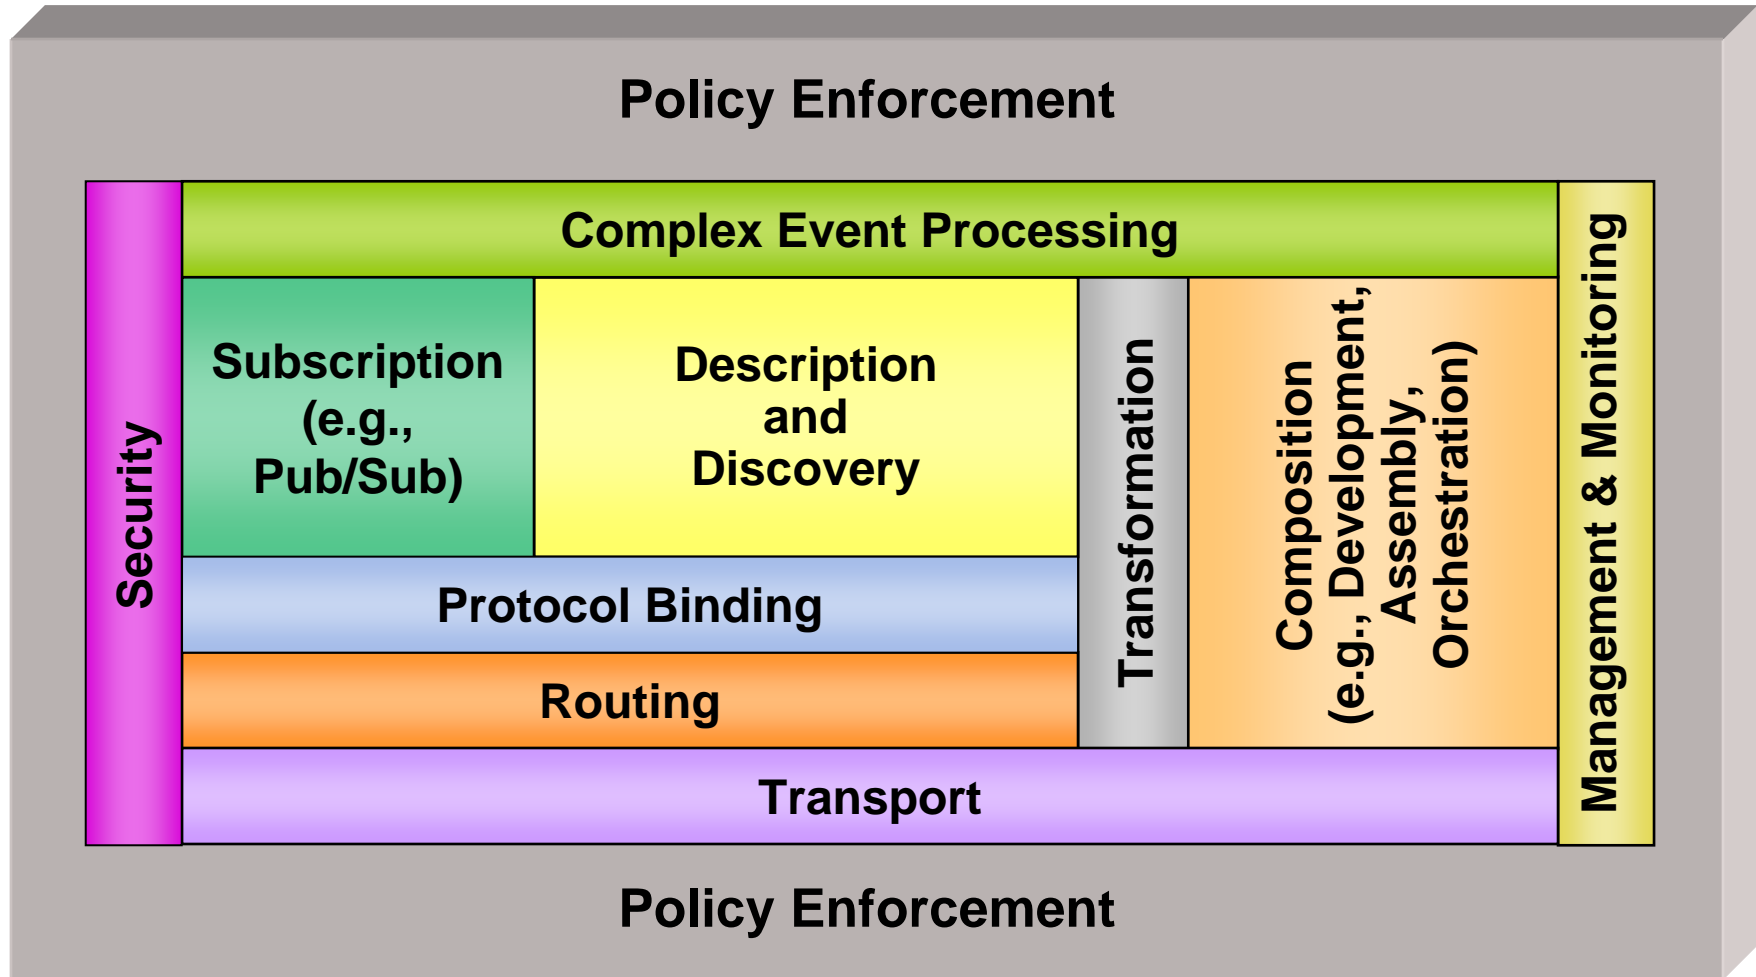 Policy Enforcement
Complex Event Processing
Security
Subscription
(e.g.,
Pub/Sub)
Description
and
Discovery
Transformation
Composition
(e.g., Development,
Assembly,
Orchestration)
Management & Monitoring
Protocol Binding
Routing
Transport
Policy Enforcement